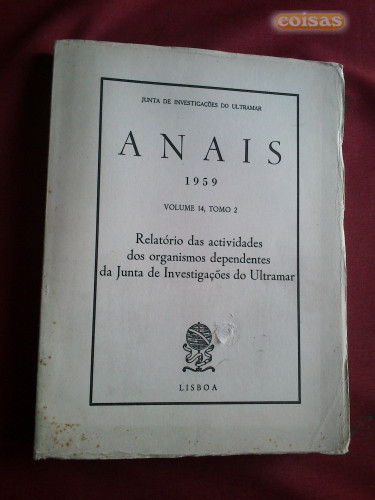 coisas
JUNTA DE INVESTIGAÇÕES DO ULTRAMAR
ANAIS
1959
VOLUME 14, TOMO 2
Relatório das actividades
dos organismos dependentes
da Junta de Investigações do Ultramar
LISBOA